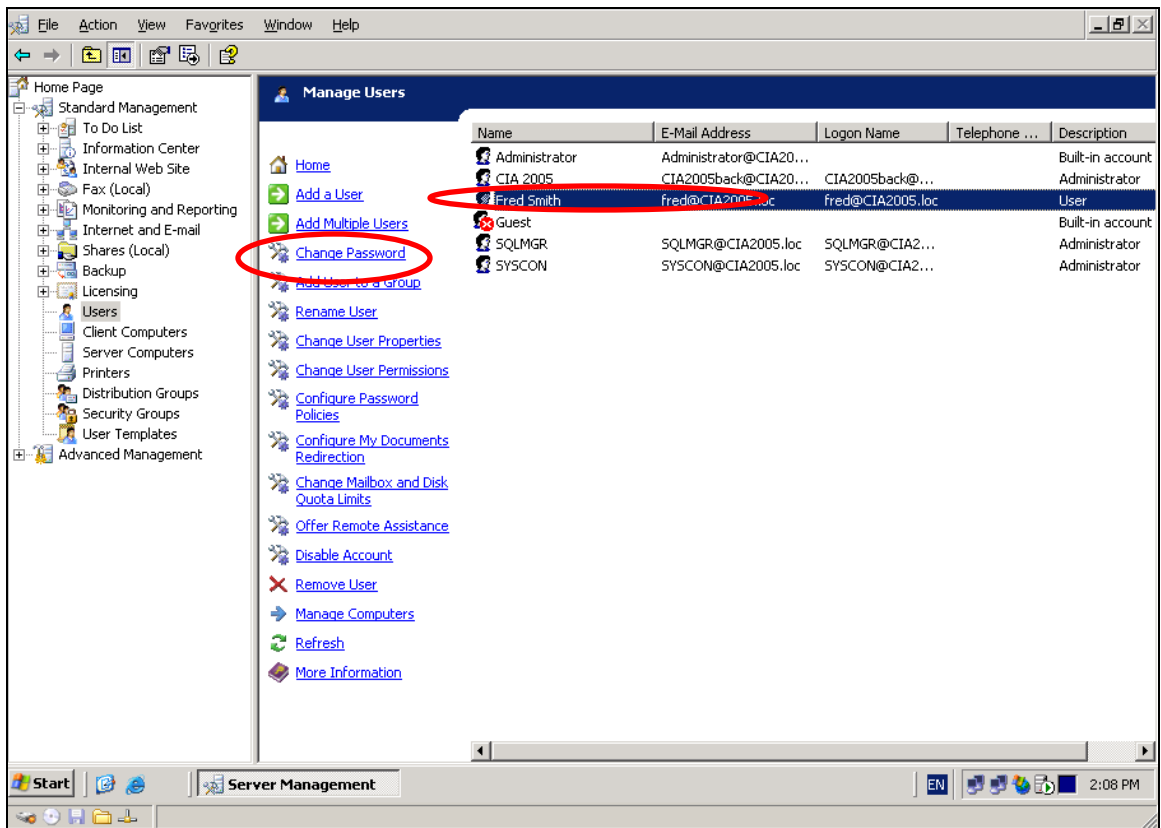 File Action View Favorites Window Help
Home Page
Standard Management
To Do List
Information Center
Internal Web Site
Fax (Local)
Monitoring and Reporting
Internet and E-mail
Shares (Local)
Backup
Licensing
Users
Client Computers
Server Computers
Printers
Distribution Groups
Security Groups
User Templates
Advanced Management
Manage Users
Home
Add a User
Add Multiple Users
Change Password
Add User to a Group
Rename User
Change User Properties
Change User Permissions
Configure Password
Policies
Configure My Documents
Redirection
Change Mailbox and Disk
Quota Limits
Offer Remote Assistance
Disable Account
Remove User
Manage Computers
Refresh
More Information
Name E-Mail Address Logon Name Telephone ... Description
Administrator Administrator@CIA20... Built-in account
CIA 2005 CIA2005back@CIA20... CIA2005back@... Administrator
Fred Smith fred@CIA2005.loc fred@CIA2005.loc User
Guest Built-in account
SQLMGR SQLMGR@CIA2005.loc SQLMGR@CIA2... Administrator
SYSCON SYSCON@CIA2005.loc SYSCON@CIA2... Administrator
Start Server Management EN 2:08 PM